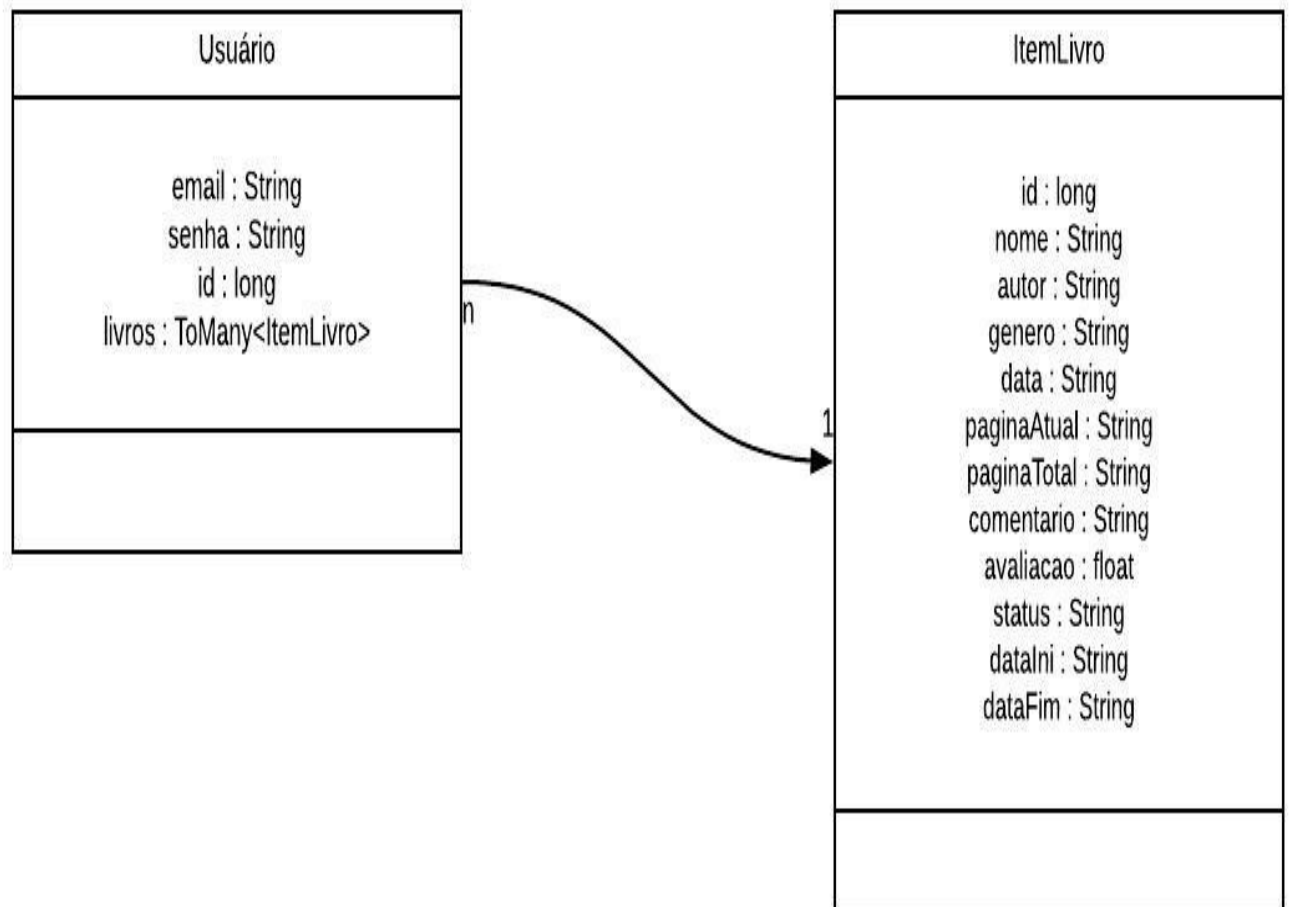 Usuário
email : String
senha : String
id : long
livros : ToMany<ItemLivro>
n
1
ItemLivro
id : long
nome : String
autor : String
genero : String
data : String
paginaAtual : String
paginaTotal : String
comentario : String
avaliacao : float
status : String
dataIni : String
dataFim : String